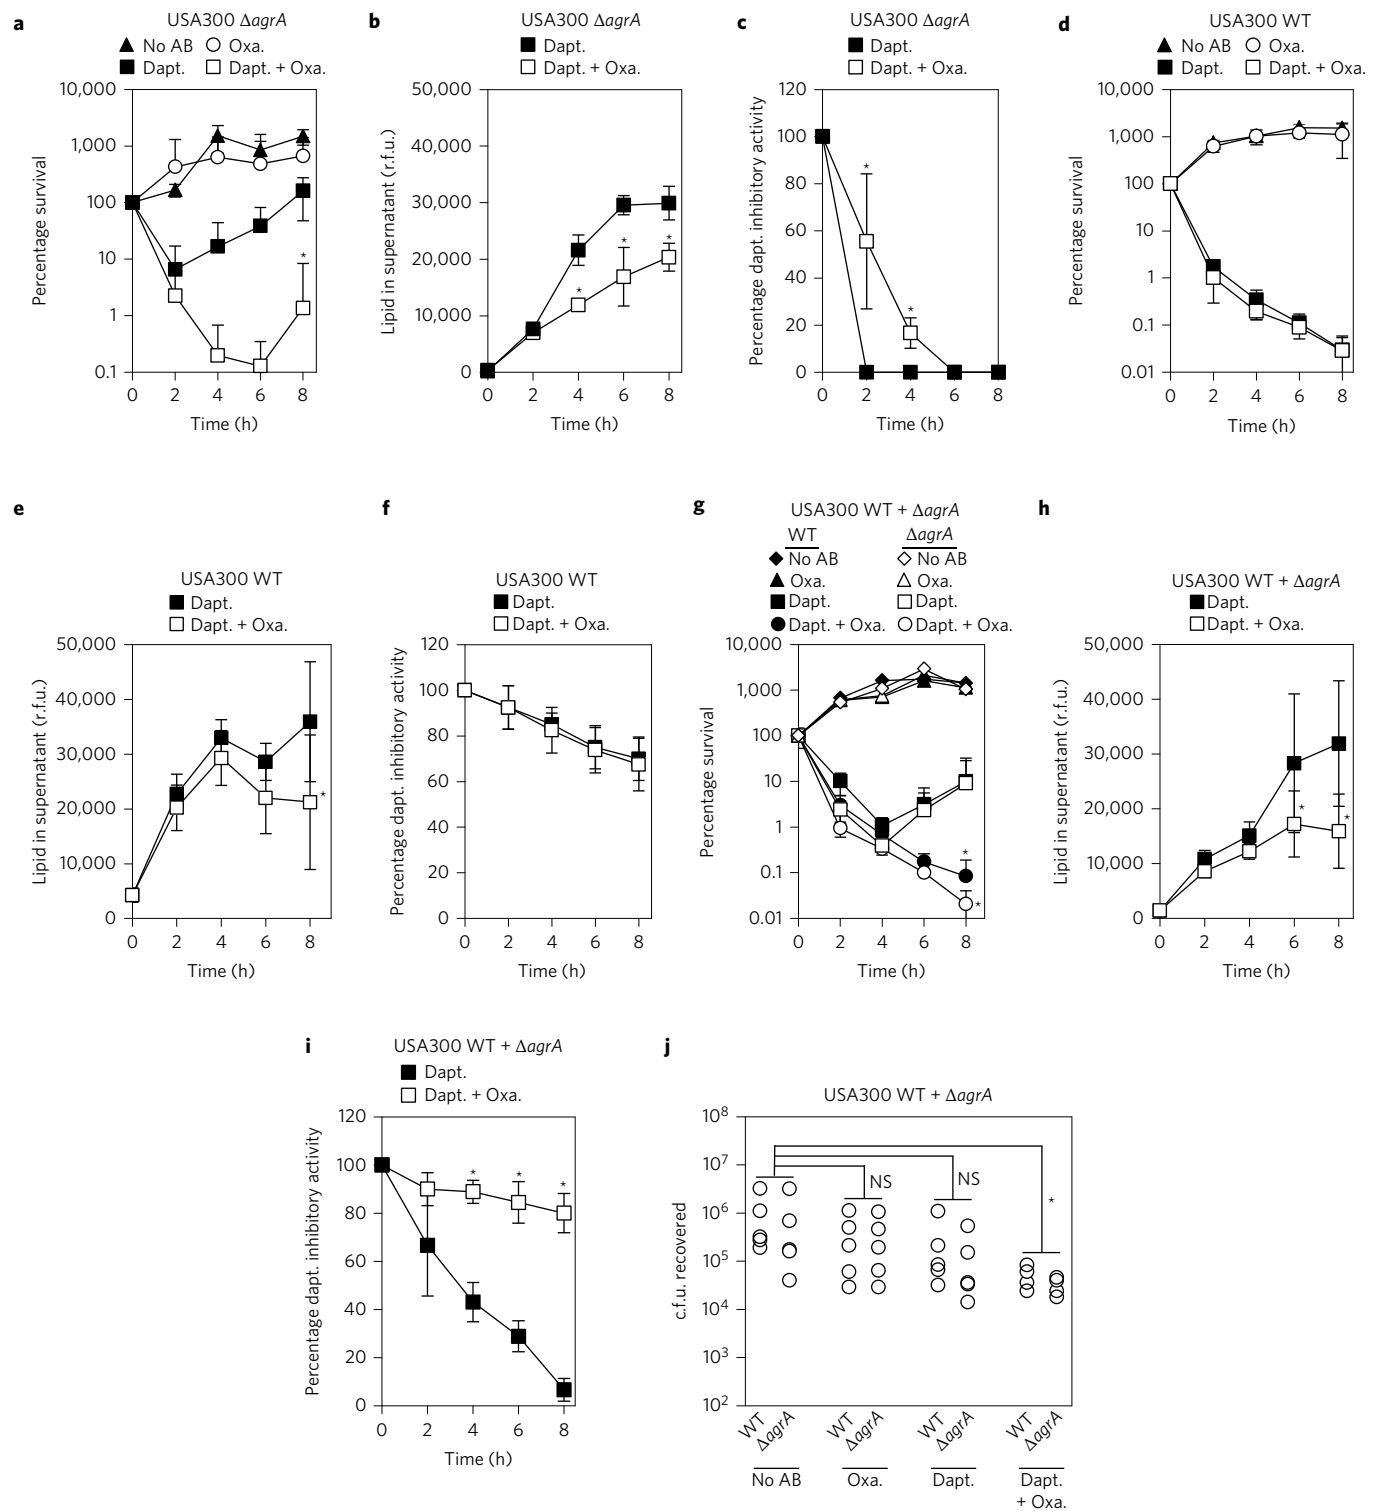 a
USA300 ΔagrA
No AB Oxa.
Dapt. Dapt. + Oxa.
10,000
1,000
100
10
1
0.1
Percentage survival
0 2 4 6 8
Time (h)
b
USA300 ΔagrA
Dapt.
Dapt. + Oxa.
50,000
40,000
30,000
20,000
10,000
0
Lipid in supernatant (r.f.u.)
* * *
0 2 4 6 8
Time (h)
c
USA300 ΔagrA
Dapt.
Dapt. + Oxa.
120
100
80
60
40
20
0
Percentage dapt. inhibitory activity
* *
0 2 4 6 8
Time (h)
d
USA300 WT
No AB Oxa.
Dapt. Dapt. + Oxa.
10,000
1,000
100
10
1
0.1
0.01
Percentage survival
0 2 4 6 8
Time (h)
e
USA300 WT
Dapt.
Dapt. + Oxa.
50,000
40,000
30,000
20,000
10,000
0
Lipid in supernatant (r.f.u.)
*
0 2 4 6 8
Time (h)
f
USA300 WT
Dapt.
Dapt. + Oxa.
120
100
80
60
40
20
0
Percentage dapt. inhibitory activity
0 2 4 6 8
Time (h)
g
USA300 WT + ΔagrA
WT ΔagrA
No AB No AB
Oxa. Oxa.
Dapt. Dapt.
Dapt. + Oxa. Dapt. + Oxa.
10,000
1,000
100
10
1
0.1
0.01
Percentage survival
* *
0 2 4 6 8
Time (h)
h
USA300 WT + ΔagrA
Dapt.
Dapt. + Oxa.
50,000
40,000
30,000
20,000
10,000
0
Lipid in supernatant (r.f.u.)
* *
0 2 4 6 8
Time (h)
i
USA300 WT + ΔagrA
Dapt.
Dapt. + Oxa.
120
100
80
60
40
20
0
Percentage dapt. inhibitory activity
* * *
0 2 4 6 8
Time (h)
j
USA300 WT + ΔagrA
10⁸
10⁷
10⁶
10⁵
10⁴
10³
10²
c.f.u. recovered
NS NS *
WT ΔagrA WT ΔagrA WT ΔagrA WT ΔagrA
No AB Oxa. Dapt. Dapt.
+ Oxa.